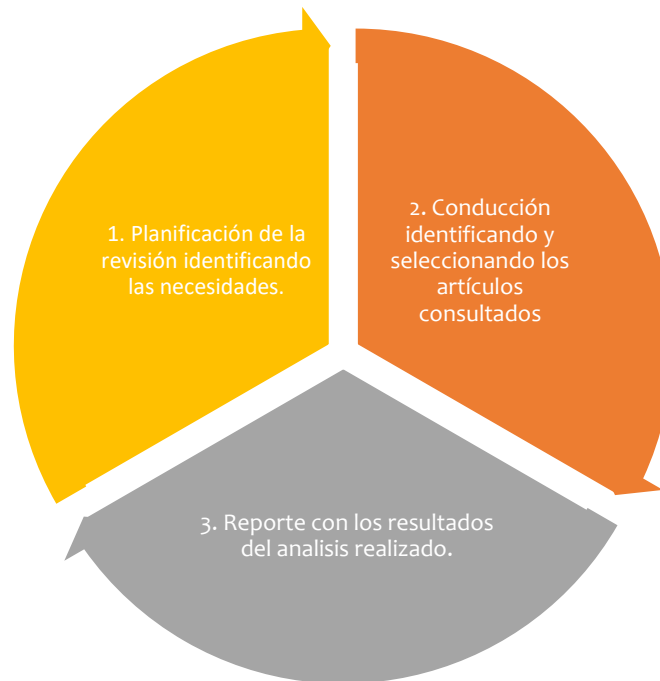 1. Planificación de la
revisión identificando
las necesidades.
2. Conducción
identificando y
seleccionando los
artículos
consultados
3. Reporte con los resultados
del analisis realizado.